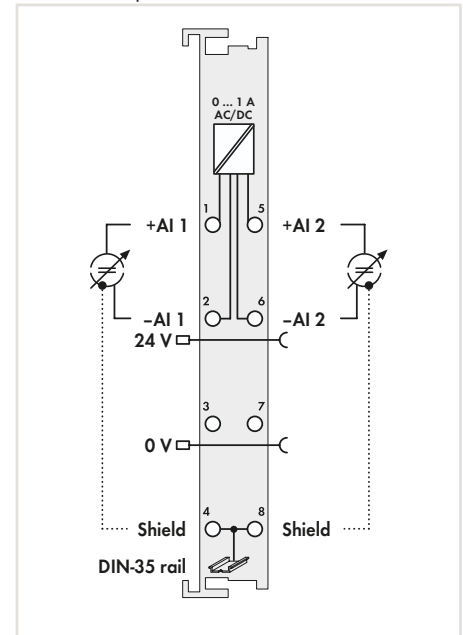 0 ... 1 A
AC/DC
1 5
+AI 1 +AI 2
2 6
–AI 1 –AI 2
24 V
3 7
0 V
4 8
Shield Shield
DIN-35 rail